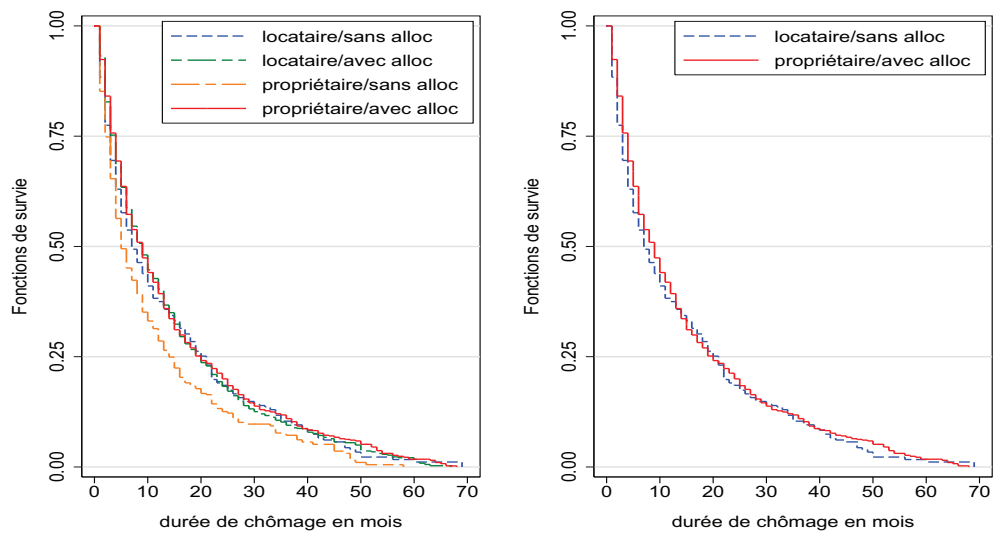 locataire/sans alloc
locataire/avec alloc
propriétaire/sans alloc
propriétaire/avec alloc
Fonctions de survie
1.00
0.75
0.50
0.25
0.00
0 10 20 30 40 50 60 70
durée de chômage en mois
locataire/sans alloc
propriétaire/avec alloc
Fonctions de survie
1.00
0.75
0.50
0.25
0.00
0 10 20 30 40 50 60 70
durée de chômage en mois